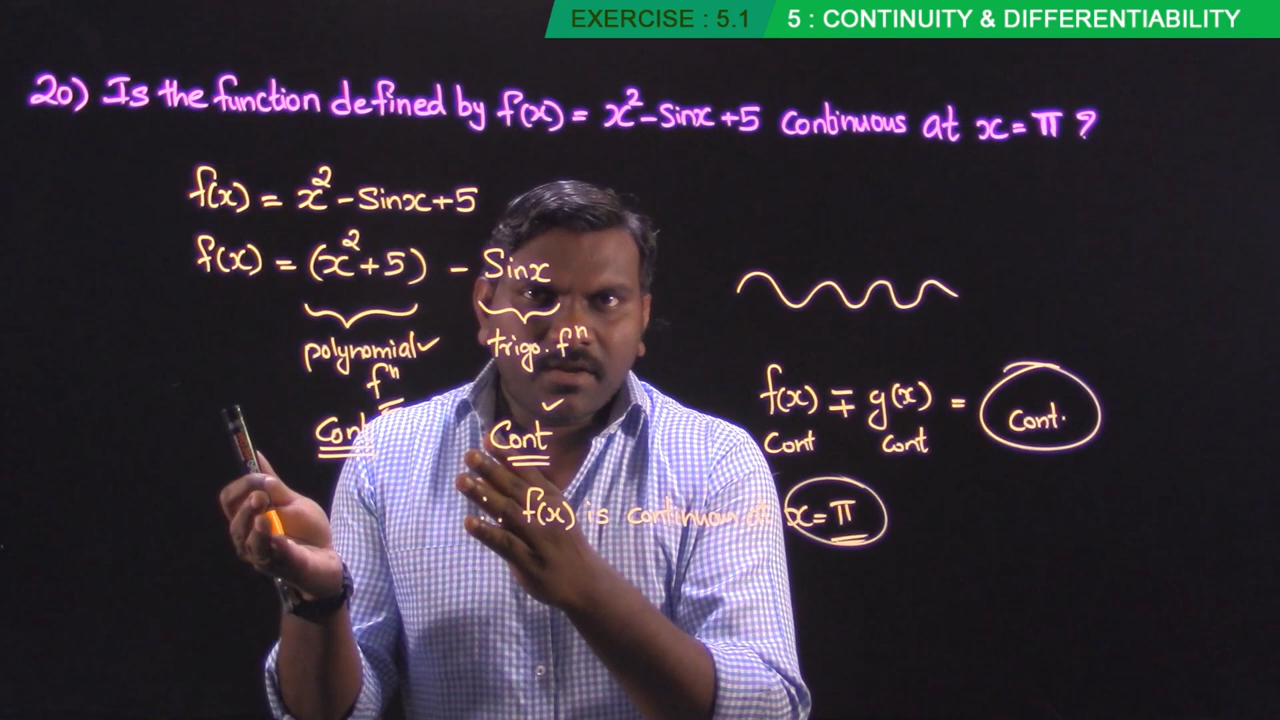 EXERCISE : 5.1
5 : CONTINUITY & DIFFERENTIABILITY
20) Is the function defined by f(x) = x² - Sinx + 5 continuous at x = π ?
f(x) = x² - Sinx + 5
f(x) = (x² + 5) - Sinx
polynomial ✓ fⁿ
trigo. fⁿ ✓
Cont
Cont
f(x) ∓ g(x) = cont.
Cont Cont
∴ f(x) is continuous at x = π